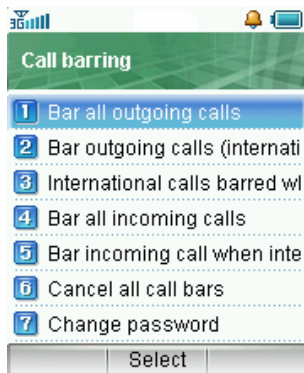 3G
Call barring
1 Bar all outgoing calls
2 Bar outgoing calls (internati
3 International calls barred wl
4 Bar all incoming calls
5 Bar incoming call when inte
6 Cancel all call bars
7 Change password
Select